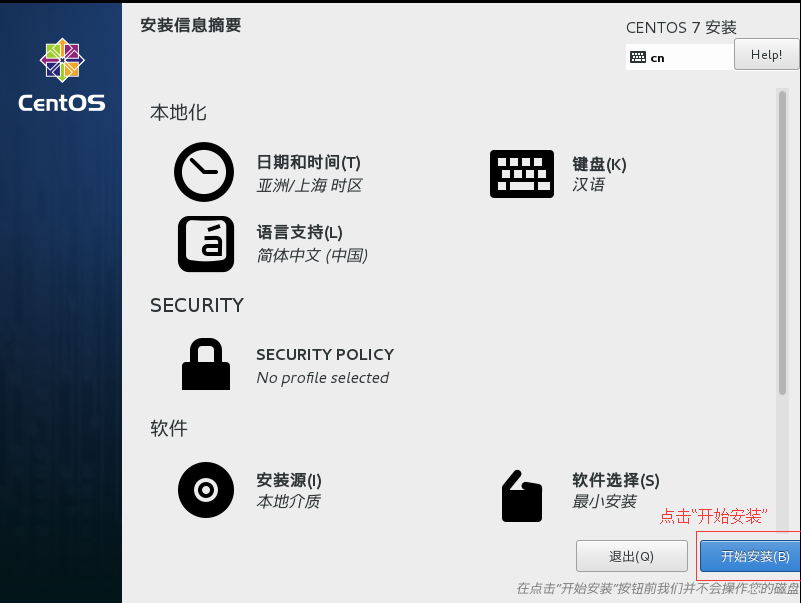 安装信息摘要
CENTOS 7 安装
cn
Help!
CentOS
本地化
日期和时间(T)
亚洲/上海 时区
键盘(K)
汉语
语言支持(L)
简体中文 (中国)
SECURITY
SECURITY POLICY
No profile selected
软件
安装源(I)
本地介质
软件选择(S)
最小安装
点击“开始安装”
退出(Q)
开始安装(B)
在点击“开始安装”按钮前我们并不会操作您的磁盘